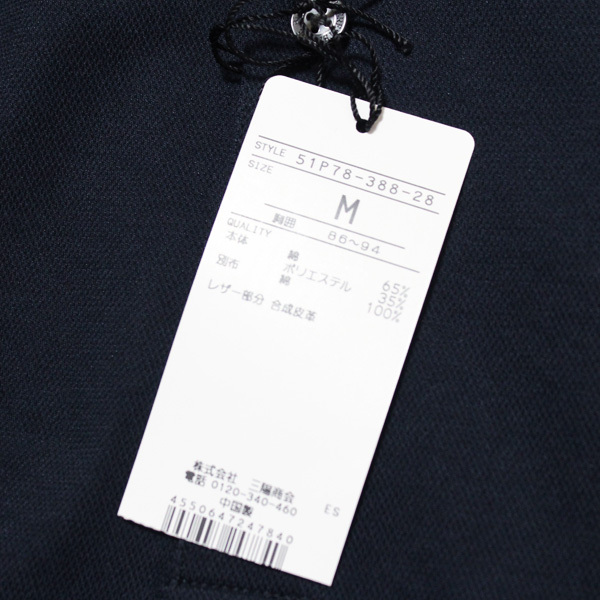 STYLE 51P78-388-28
SIZE
M
胸囲 86~94
QUALITY
本体 綿 65%
ポリエステル 35%
別布 綿 100%
レザー部分 合成皮革
株式会社 三陽商会
電話 0120-340-460
中国製 ES
4550647247840